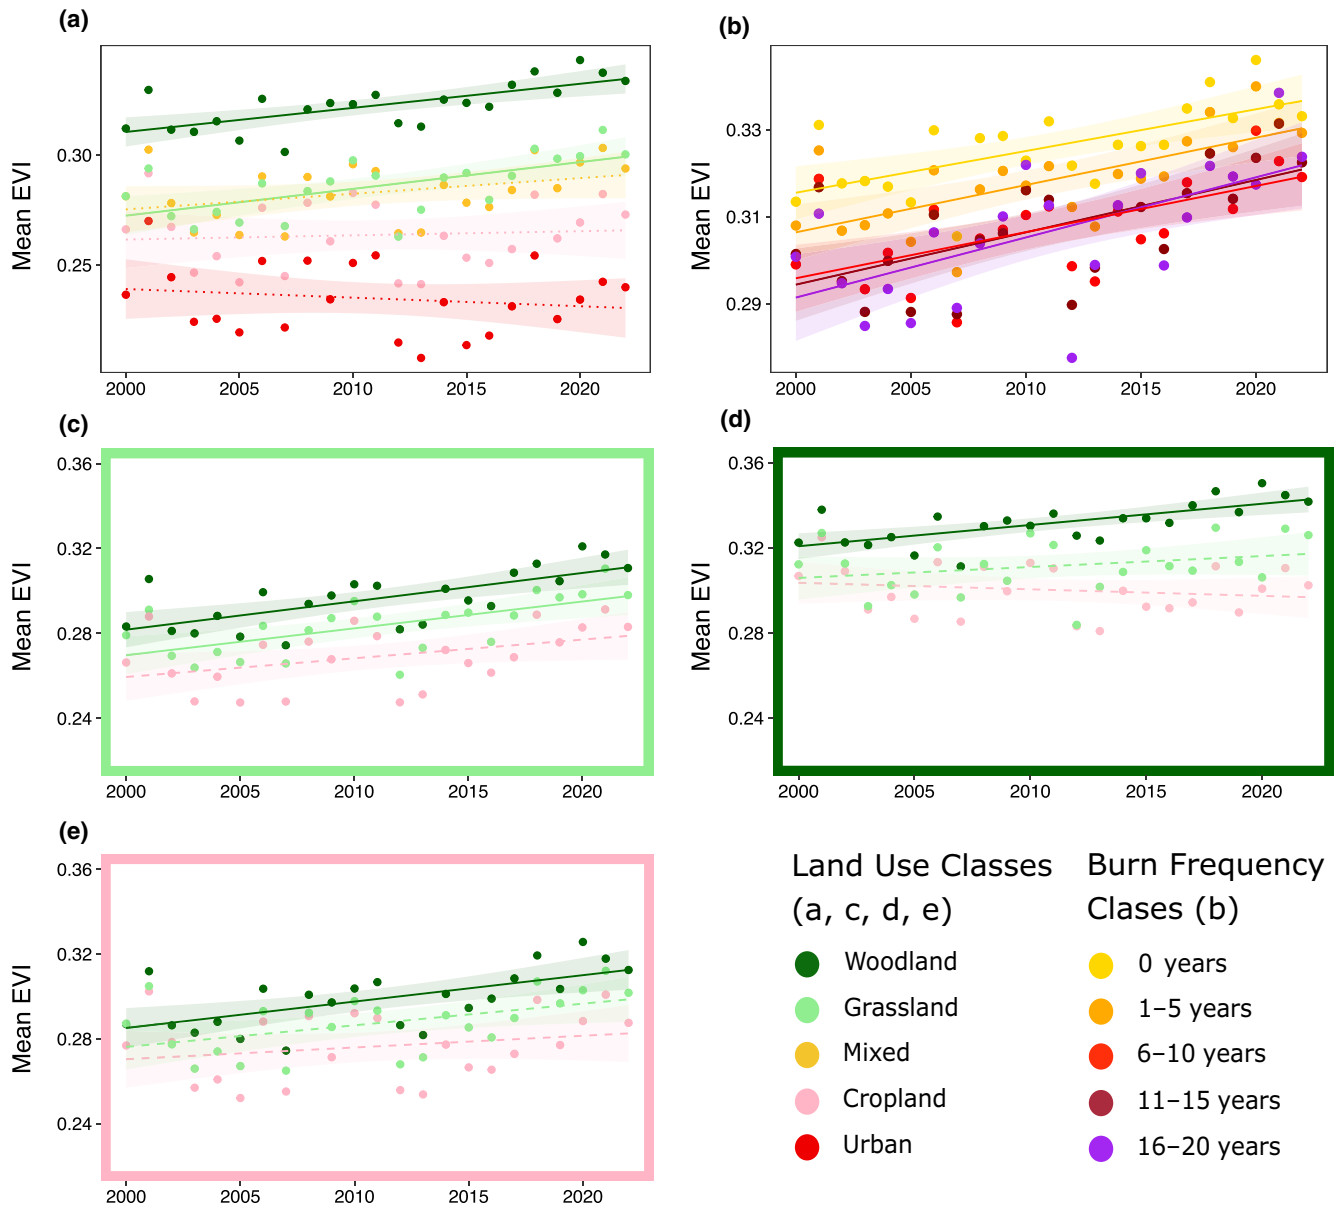 (a)
Mean EVI
0.30
0.25
2000 2005 2010 2015 2020
(b)
Mean EVI
0.33
0.31
0.29
2000 2005 2010 2015 2020
(c)
Mean EVI
0.36
0.32
0.28
0.24
2000 2005 2010 2015 2020
(d)
Mean EVI
0.36
0.32
0.28
0.24
2000 2005 2010 2015 2020
(e)
Mean EVI
0.36
0.32
0.28
0.24
2000 2005 2010 2015 2020
Land Use Classes
(a, c, d, e)
Woodland
Grassland
Mixed
Cropland
Urban
Burn Frequency
Clases (b)
0 years
1–5 years
6–10 years
11–15 years
16–20 years